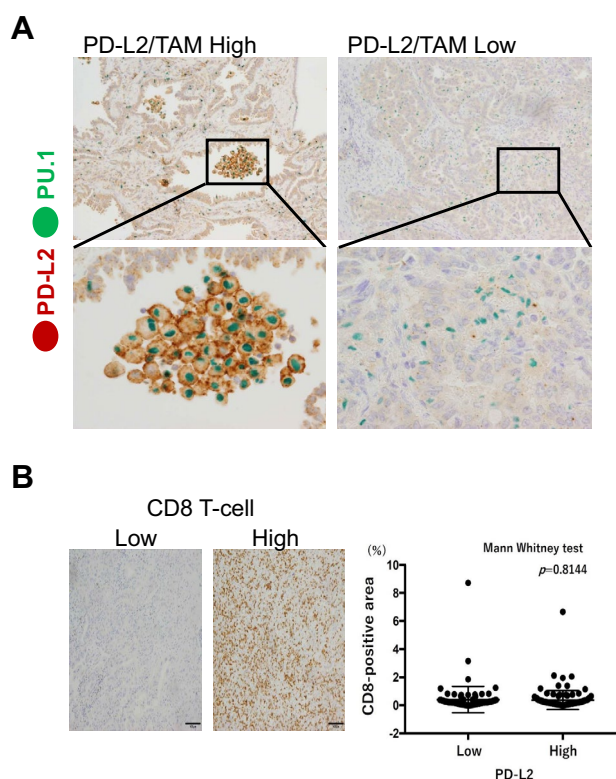 A
PD-L2/TAM High
PD-L2/TAM Low
PD-L2 PU.1
B
CD8 T-cell
Low
High
(%)
Mann Whitney test
p=0.8144
CD8-positive area
10
8
6
4
2
0
-2
Low
High
PD-L2